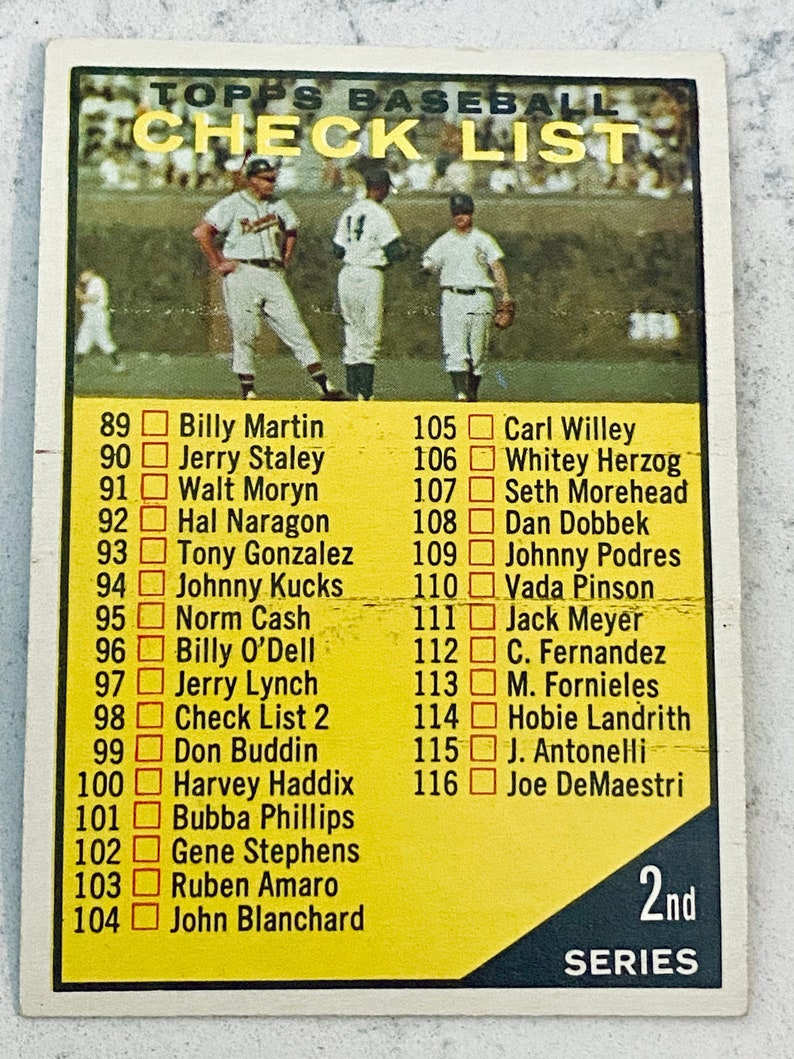 TOPPS BASEBALL
CHECK LIST
Braves
14
89 Billy Martin
90 Jerry Staley
91 Walt Moryn
92 Hal Naragon
93 Tony Gonzalez
94 Johnny Kucks
95 Norm Cash
96 Billy O'Dell
97 Jerry Lynch
98 Check List 2
99 Don Buddin
100 Harvey Haddix
101 Bubba Phillips
102 Gene Stephens
103 Ruben Amaro
104 John Blanchard
105 Carl Willey
106 Whitey Herzog
107 Seth Morehead
108 Dan Dobbek
109 Johnny Podres
110 Vada Pinson
111 Jack Meyer
112 C. Fernandez
113 M. Fornieles
114 Hobie Landrith
115 J. Antonelli
116 Joe DeMaestri
2nd
SERIES